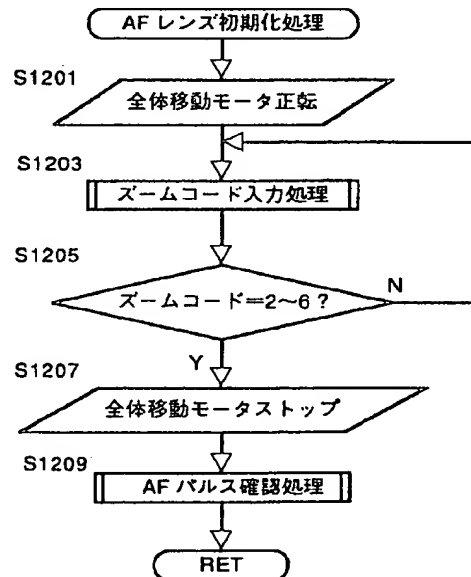 AF レンズ初期化処理
S1201
全体移動モータ正転
S1203
ズームコード入力処理
S1205
ズームコード=2~6?
N
Y
S1207
全体移動モータストップ
S1209
AF パルス確認処理
RET